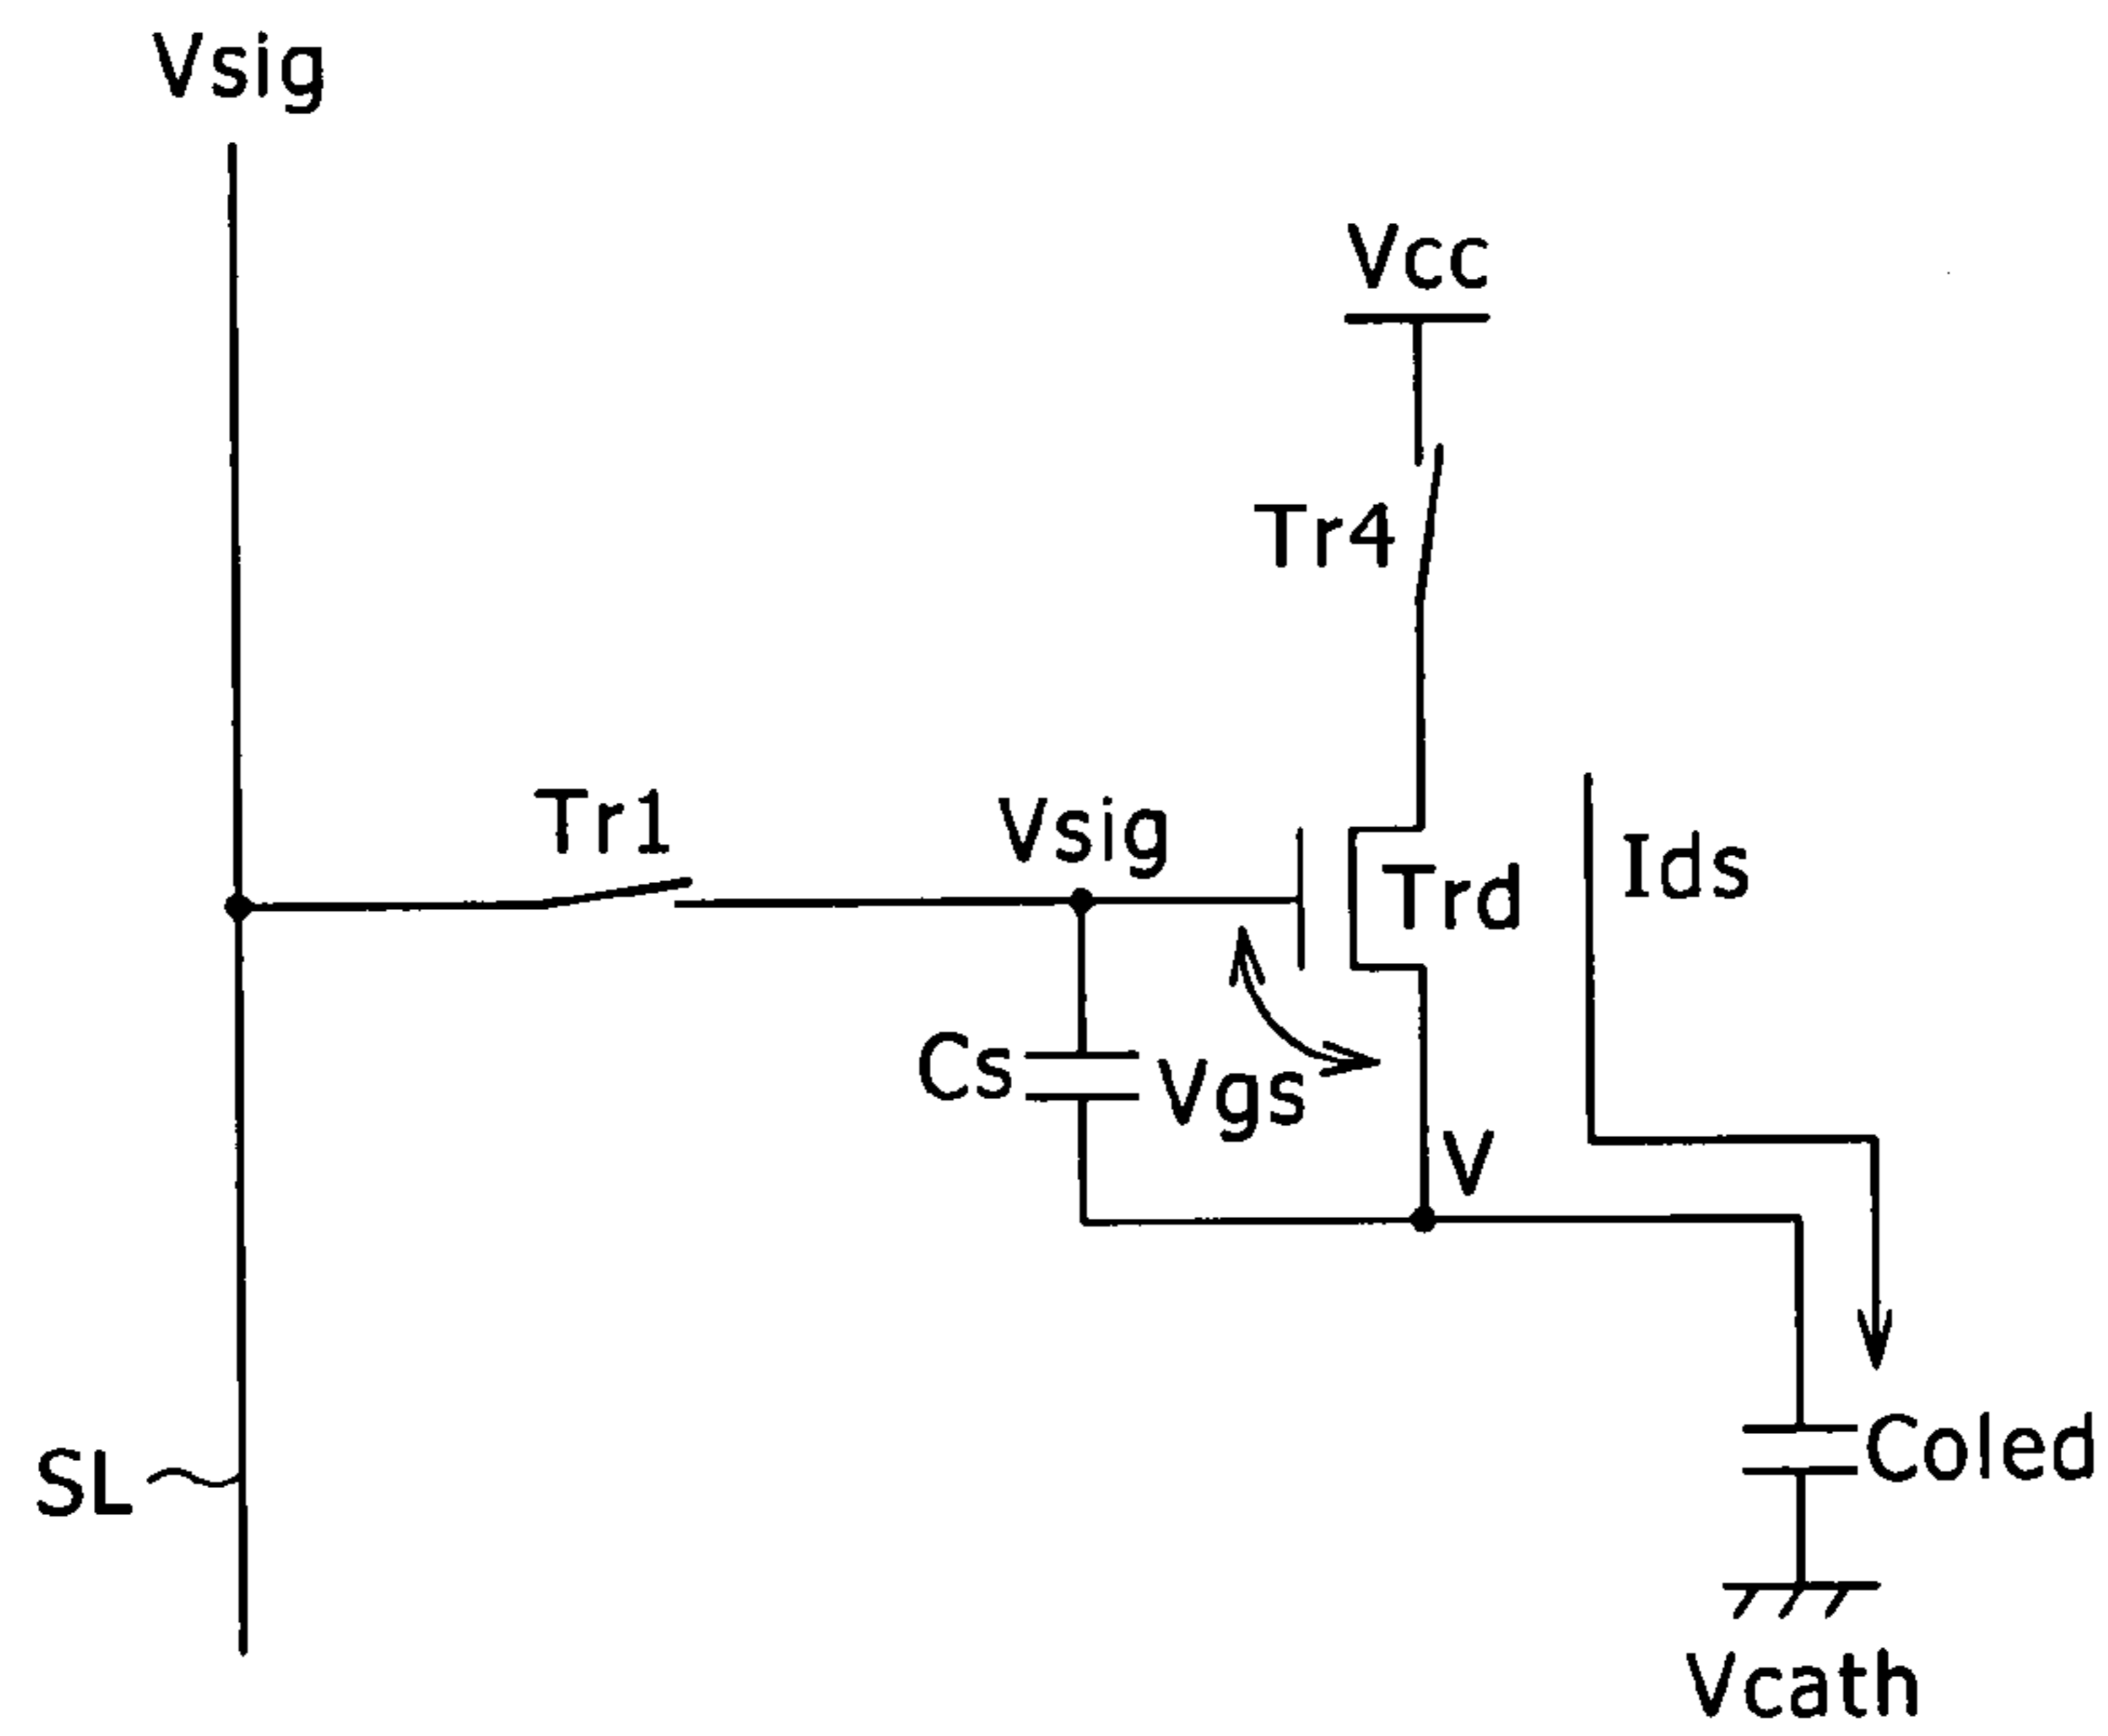 Vsig
Vcc
Tr4
Tr1
Vsig
Trd
Ids
Cs
Vgs
V
Coled
SL
Vcath